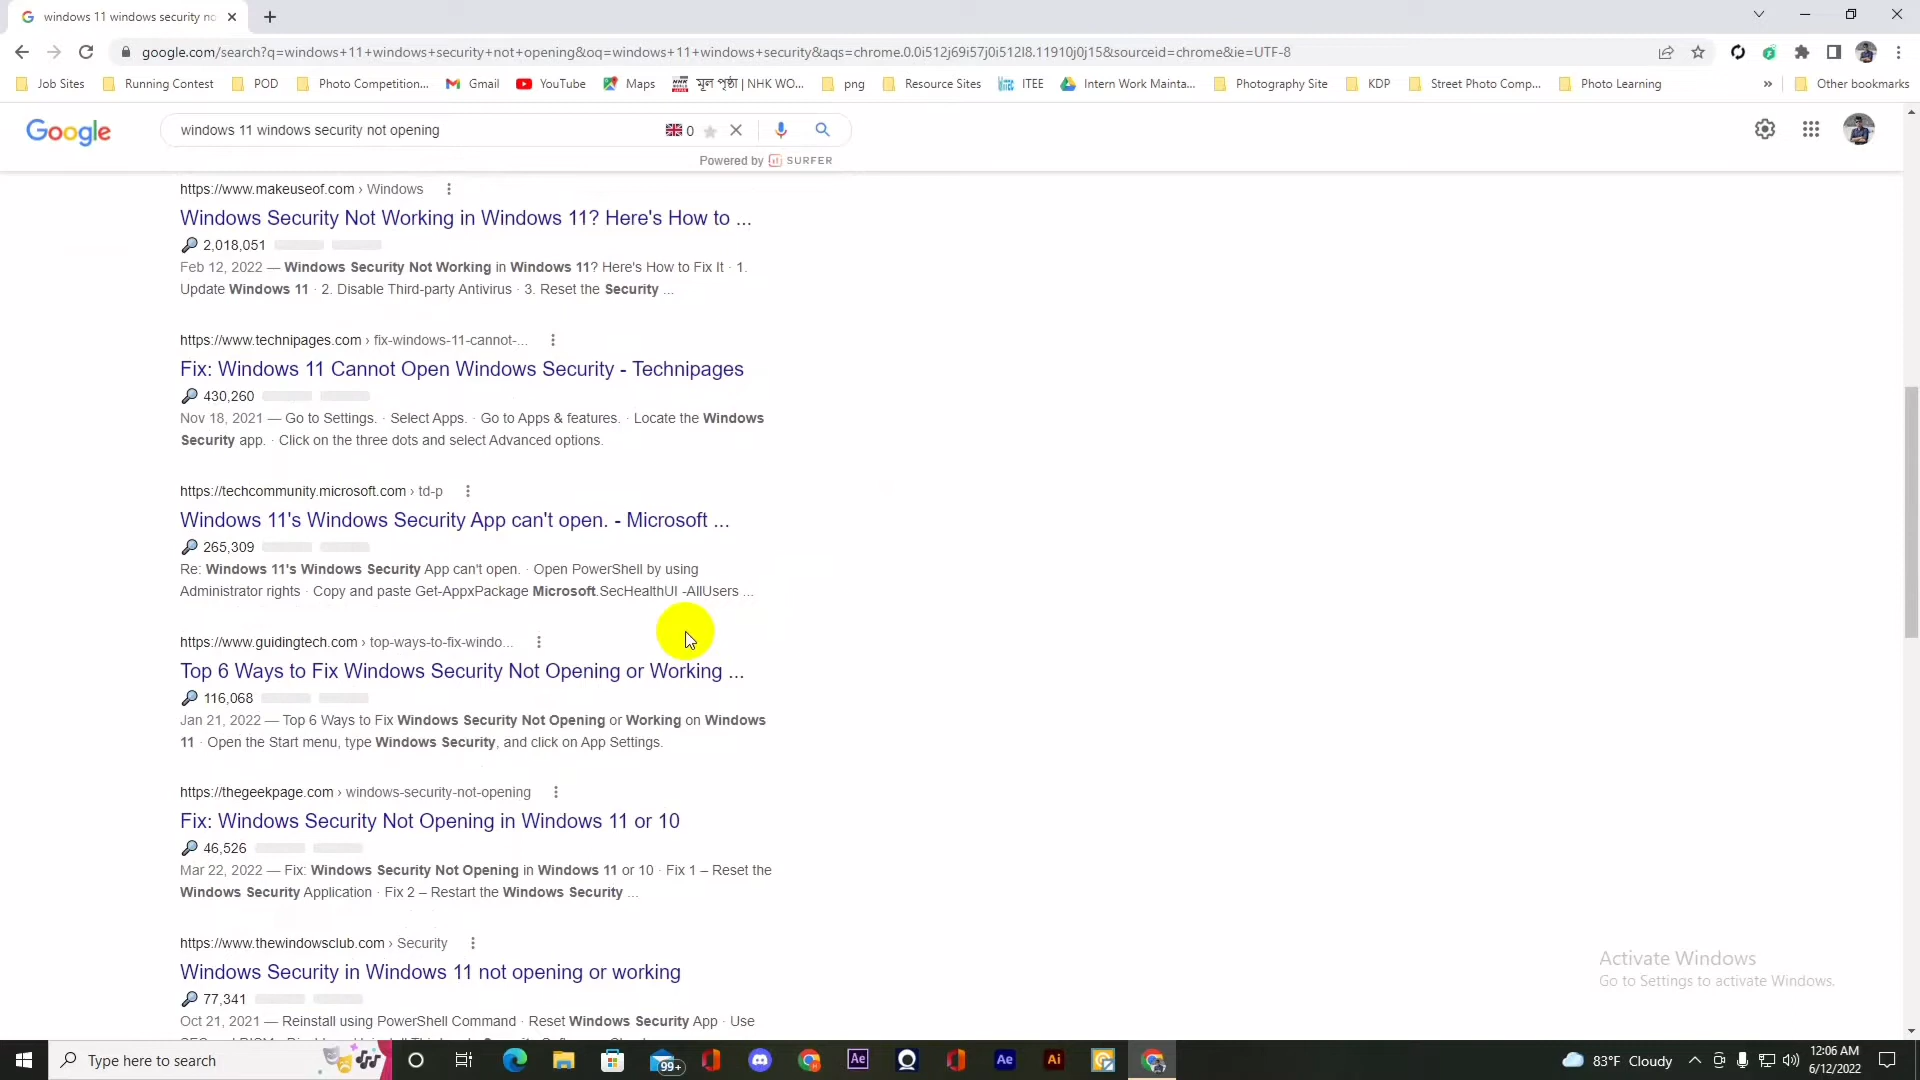 windows 11 windows security no
google.com/search?q=windows+11+windows+security+not+opening&oq=windows+11+windows+security&aqs=chrome.0.0i512j69i57j0i512l8.11910j0j15&sourceid=chrome&ie=UTF-8
Job Sites Running Contest POD Photo Competition... Gmail YouTube Maps মূল পৃষ্ঠা | NHK WO... png Resource Sites ITEE Intern Work Mainta... Photography Site KDP Street Photo Comp... Photo Learning » Other bookmarks
Google windows 11 windows security not opening 0
Powered by SURFER
https://www.makeuseof.com › Windows
Windows Security Not Working in Windows 11? Here's How to ...
2,018,051
Feb 12, 2022 — Windows Security Not Working in Windows 11? Here's How to Fix It · 1.
Update Windows 11 · 2. Disable Third-party Antivirus · 3. Reset the Security ...
https://www.technipages.com › fix-windows-11-cannot-...
Fix: Windows 11 Cannot Open Windows Security - Technipages
430,260
Nov 18, 2021 — Go to Settings. · Select Apps. · Go to Apps & features. · Locate the Windows
Security app. · Click on the three dots and select Advanced options.
https://techcommunity.microsoft.com › td-p
Windows 11's Windows Security App can't open. - Microsoft ...
265,309
Re: Windows 11's Windows Security App can't open. · Open PowerShell by using
Administrator rights · Copy and paste Get-AppxPackage Microsoft.SecHealthUI -AllUsers ...
https://www.guidingtech.com › top-ways-to-fix-windo...
Top 6 Ways to Fix Windows Security Not Opening or Working ...
116,068
Jan 21, 2022 — Top 6 Ways to Fix Windows Security Not Opening or Working on Windows
11 · Open the Start menu, type Windows Security, and click on App Settings.
https://thegeekpage.com › windows-security-not-opening
Fix: Windows Security Not Opening in Windows 11 or 10
46,526
Mar 22, 2022 — Fix: Windows Security Not Opening in Windows 11 or 10 · Fix 1 – Reset the
Windows Security Application · Fix 2 – Restart the Windows Security ...
https://www.thewindowsclub.com › Security
Windows Security in Windows 11 not opening or working
77,341
Oct 21, 2021 — Reinstall using PowerShell Command · Reset Windows Security App · Use
Activate Windows
Go to Settings to activate Windows.
Type here to search 99+ Ae Ae Ai 83°F Cloudy 12:06 AM
6/12/2022